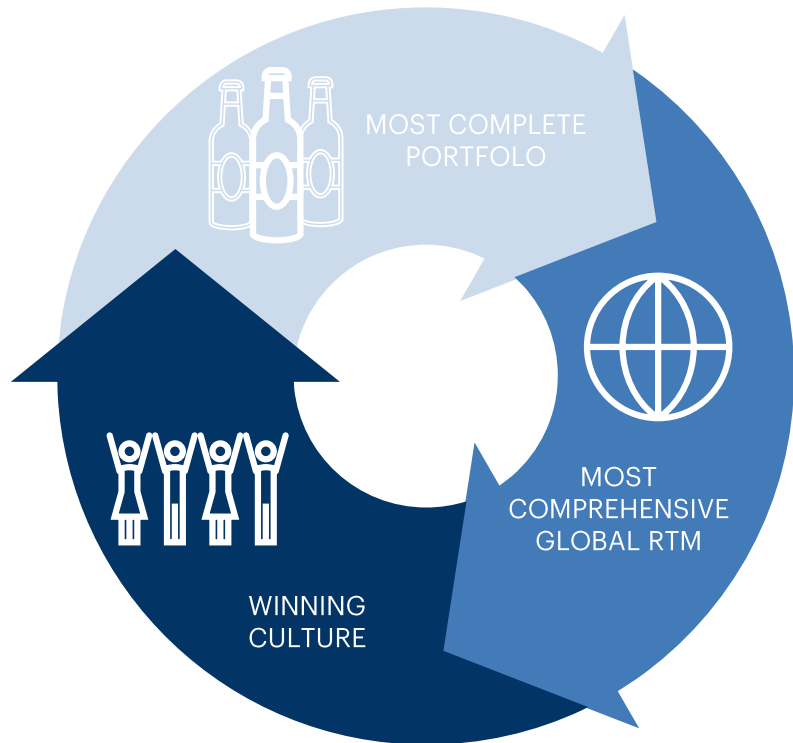 MOST COMPLETE
PORTFOLO
MOST
COMPREHENSIVE
GLOBAL RTM
WINNING
CULTURE